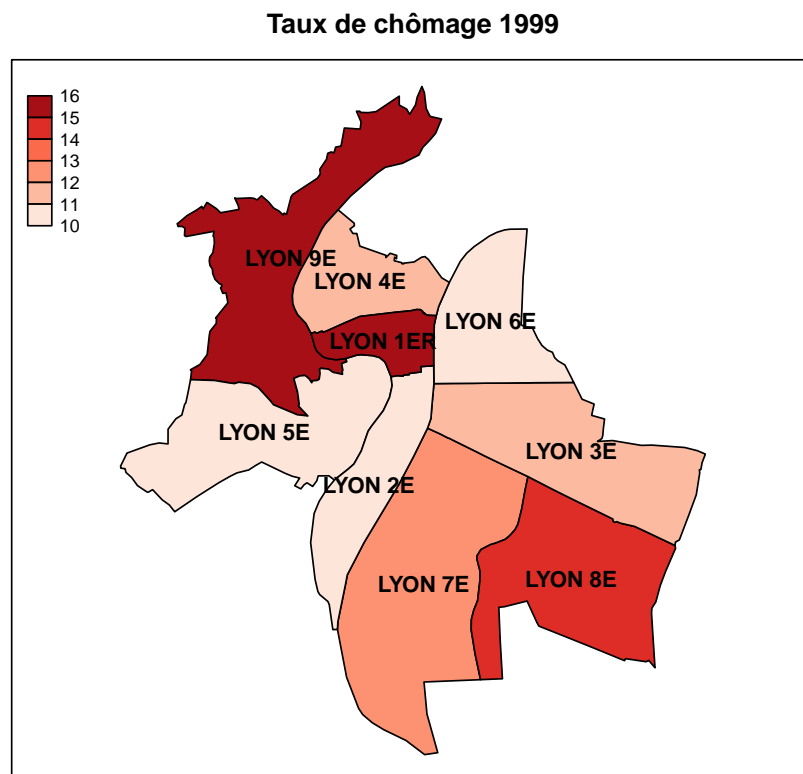 Taux de chômage 1999
16
15
14
13
12
11
10
LYON 9E
LYON 4E
LYON 6E
LYON 1ER
LYON 5E
LYON 3E
LYON 2E
LYON 7E
LYON 8E